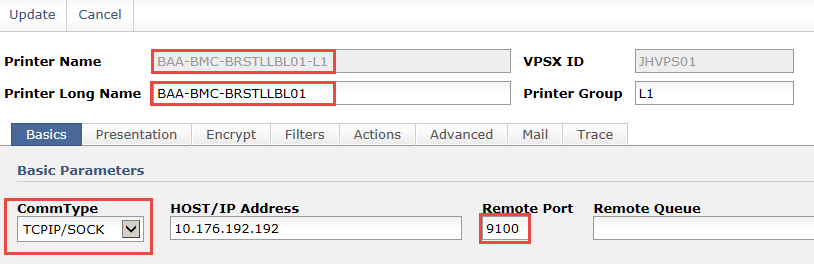 Update Cancel
Printer Name BAA-BMC-BRSTLLBL01-L1 VPSX ID JHVPS01
Printer Long Name BAA-BMC-BRSTLLBL01 Printer Group L1
Basics Presentation Encrypt Filters Actions Advanced Mail Trace
Basic Parameters
CommType HOST/IP Address Remote Port Remote Queue
TCPIP/SOCK 10.176.192.192 9100